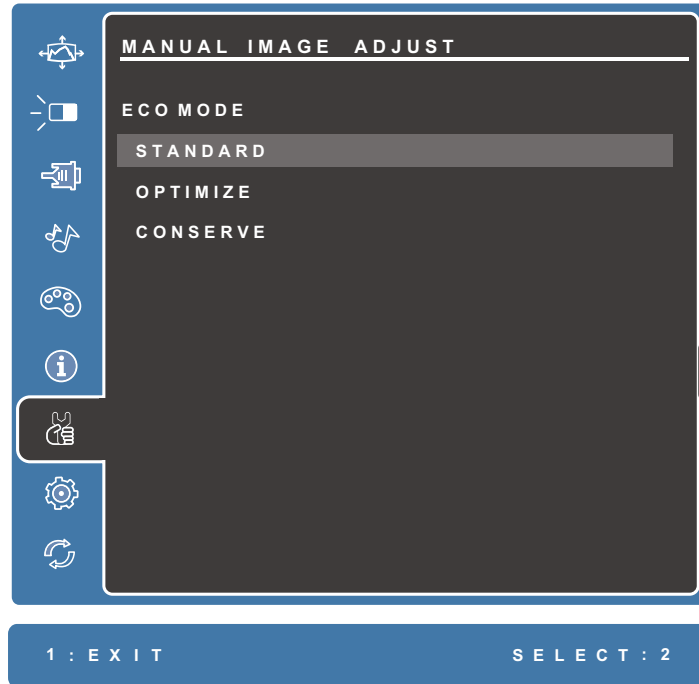 MANUAL IMAGE ADJUST
ECO MODE
STANDARD
OPTIMIZE
CONSERVE
1 : EXIT SELECT : 2